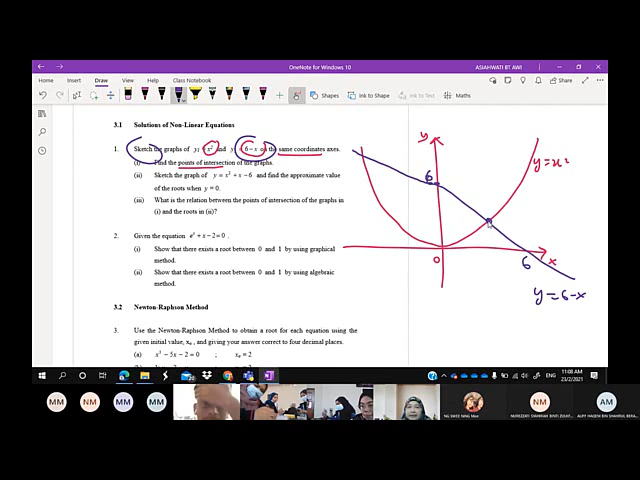 OneNote for Windows 10
ASIAHWATI BT AWI
Home Insert Draw View Help Class Notebook
Share
Shapes Ink to Shape Ink to Text Maths
3.1 Solutions of Non-Linear Equations
1. Sketch the graphs of y₁ = x² and y = 6 − x on the same coordinates axes.
(i) Find the points of intersection of the graphs.
(ii) Sketch the graph of y = x² + x − 6 and find the approximate
value of the roots when y = 0.
(iii) What is the relation between the points of intersection of the graphs in
(i) and the roots in (ii)?
2. Given the equation eˣ + x − 2 = 0.
(i) Show that there exists a root between 0 and 1 by using graphical
method.
(ii) Show that there exists a root between 0 and 1 by using algebraic
method.
3.2 Newton-Raphson Method
3. Use the Newton-Raphson Method to obtain a root for each equation using the
given initial value, x₀, and giving your answer correct to four decimal places.
(a) x³ − 5x − 2 = 0 ; x₀ = 2
y
y=x²
6
0
6
x
y=6-x
ENG
11:08 AM
23/2/2021
MM NM MM MM
AM
NG SWEE NING Mew